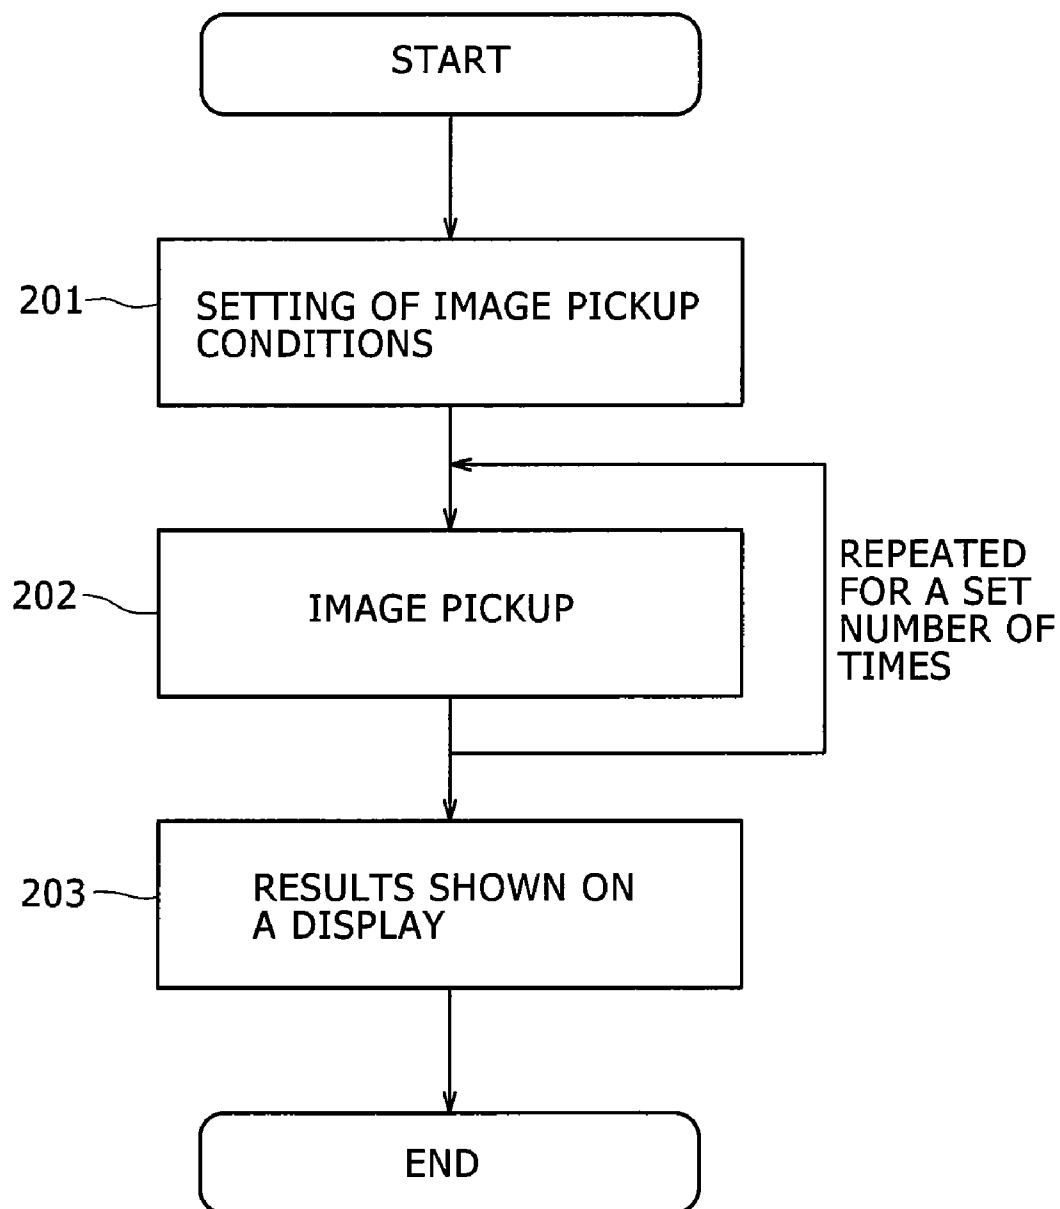 START
201
SETTING OF IMAGE PICKUP
CONDITIONS
202
IMAGE PICKUP
REPEATED
FOR A SET
NUMBER OF
TIMES
203
RESULTS SHOWN ON
A DISPLAY
END